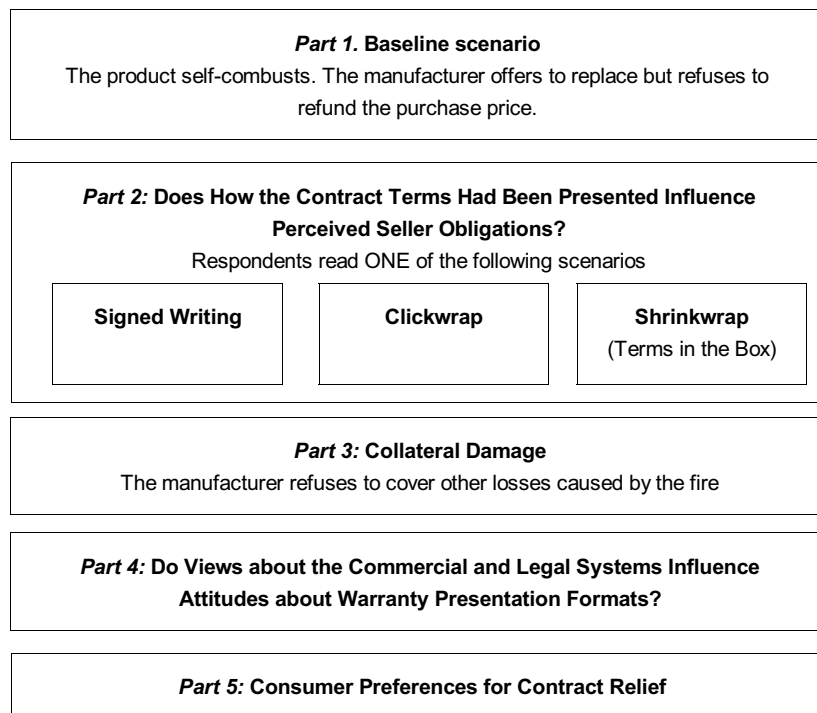 Part 1. Baseline scenario
The product self-combusts. The manufacturer offers to replace but refuses to
refund the purchase price.
Part 2: Does How the Contract Terms Had Been Presented Influence
Perceived Seller Obligations?
Respondents read ONE of the following scenarios
Signed Writing
Clickwrap
Shrinkwrap
(Terms in the Box)
Part 3: Collateral Damage
The manufacturer refuses to cover other losses caused by the fire
Part 4: Do Views about the Commercial and Legal Systems Influence
Attitudes about Warranty Presentation Formats?
Part 5: Consumer Preferences for Contract Relief